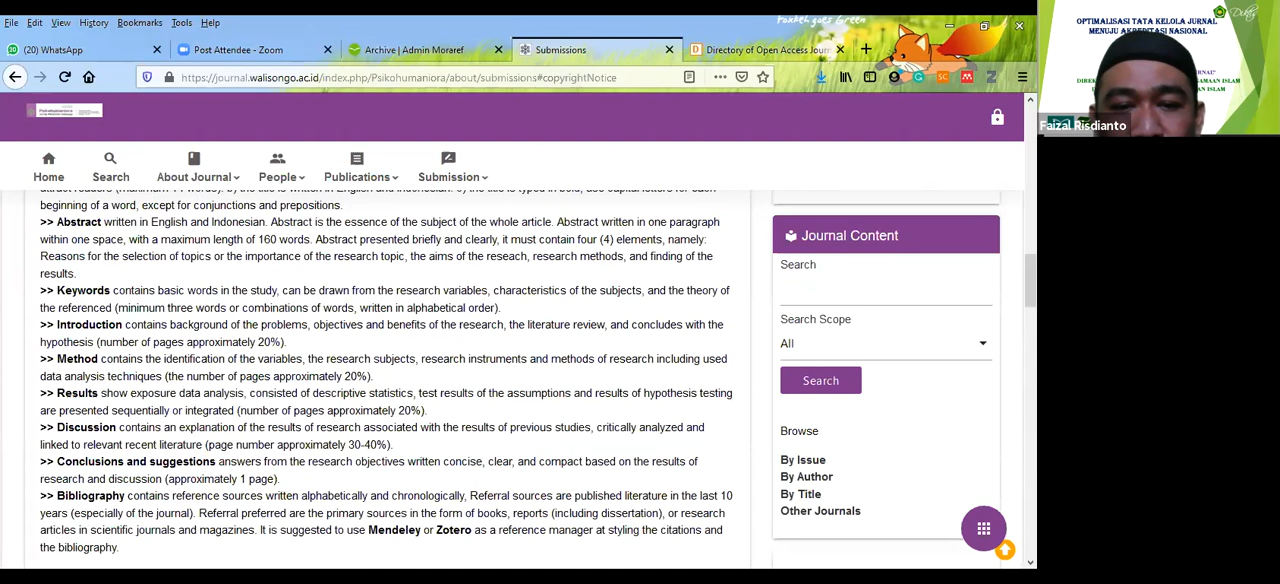 File Edit View History Bookmarks Tools Help
(20) WhatsApp
Post Attendee - Zoom
Archive | Admin Moraref
Submissions
Directory of Open Access Journ
https://journal.walisongo.ac.id/index.php/Psikohumaniora/about/submissions#copyrightNotice
Home
Search
About Journal
People
Publications
Submission
beginning of a word, except for conjunctions and prepositions.
>> Abstract written in English and Indonesian. Abstract is the essence of the subject of the whole article. Abstract written in one paragraph
within one space, with a maximum length of 160 words. Abstract presented briefly and clearly, it must contain four (4) elements, namely:
Reasons for the selection of topics or the importance of the research topic, the aims of the reseach, research methods, and finding of the
results.
>> Keywords contains basic words in the study, can be drawn from the research variables, characteristics of the subjects, and the theory of
the referenced (minimum three words or combinations of words, written in alphabetical order).
>> Introduction contains background of the problems, objectives and benefits of the research, the literature review, and concludes with the
hypothesis (number of pages approximately 20%).
>> Method contains the identification of the variables, the research subjects, research instruments and methods of research including used
data analysis techniques (the number of pages approximately 20%).
>> Results show exposure data analysis, consisted of descriptive statistics, test results of the assumptions and results of hypothesis testing
are presented sequentially or integrated (number of pages approximately 20%).
>> Discussion contains an explanation of the results of research associated with the results of previous studies, critically analyzed and
linked to relevant recent literature (page number approximately 30-40%).
>> Conclusions and suggestions answers from the research objectives written concise, clear, and compact based on the results of
research and discussion (approximately 1 page).
>> Bibliography contains reference sources written alphabetically and chronologically, Referral sources are published literature in the last 10
years (especially of the journal). Referral preferred are the primary sources in the form of books, reports (including dissertation), or research
articles in scientific journals and magazines. It is suggested to use Mendeley or Zotero as a reference manager at styling the citations and
the bibliography.
Journal Content
Search
Search Scope
All
Search
Browse
By Issue
By Author
By Title
Other Journals
OPTIMALISASI TATA KELOLA JURNAL
MENUJU AKREDITASI NASIONAL
Faizal Risdianto